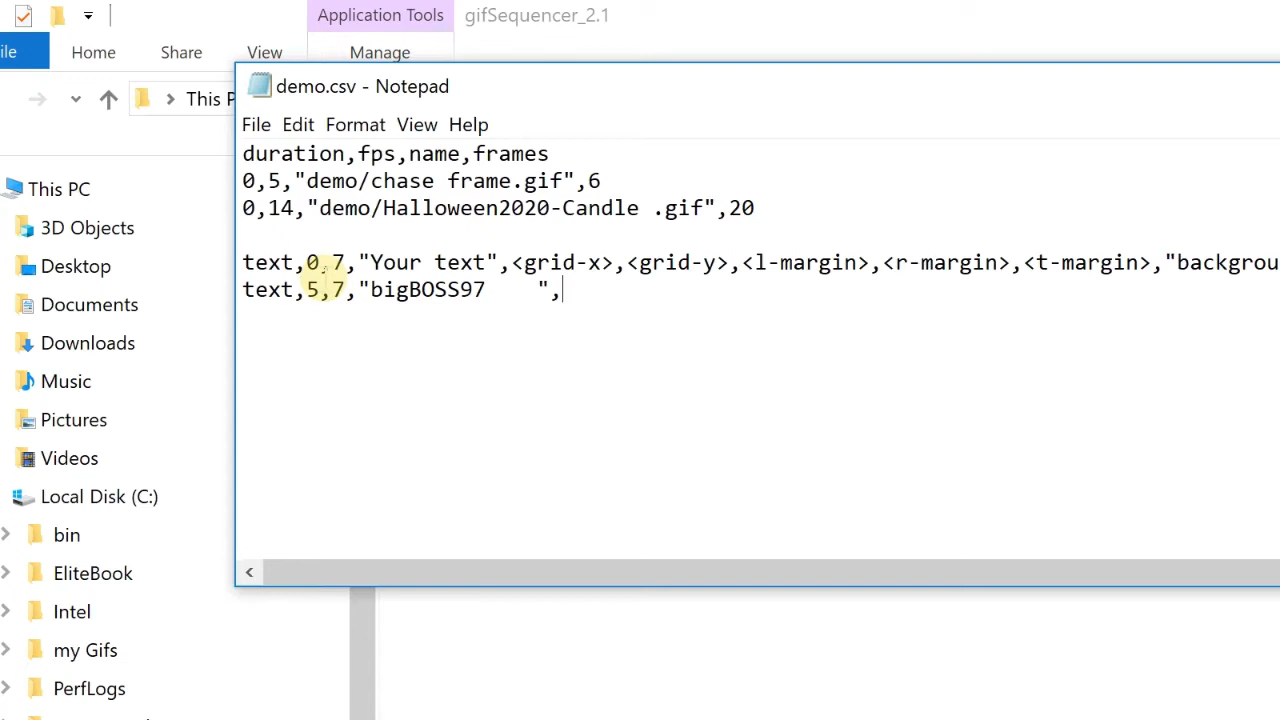 Application Tools
gifSequencer_2.1
ile
Home
Share
View
Manage
This P
demo.csv - Notepad
File Edit Format View Help
duration,fps,name,frames
0,5,"demo/chase frame.gif",6
0,14,"demo/Halloween2020-Candle .gif",20
text,0,7,"Your text",<grid-x>,<grid-y>,<l-margin>,<r-margin>,<t-margin>,"backgrou
text,5,7,"bigBOSS97    ",
This PC
3D Objects
Desktop
Documents
Downloads
Music
Pictures
Videos
Local Disk (C:)
bin
EliteBook
Intel
my Gifs
PerfLogs